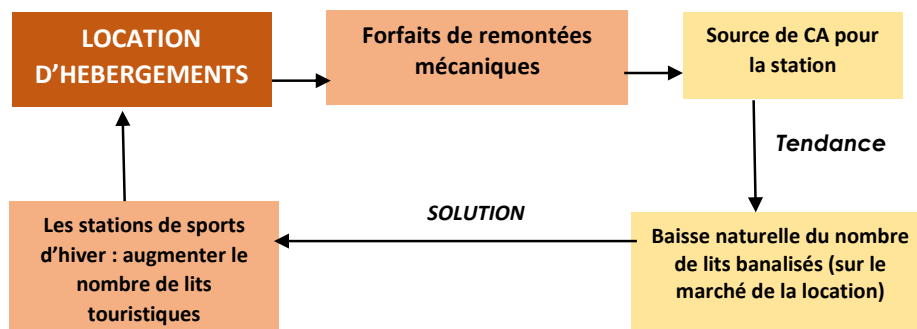 LOCATION
D’HEBERGEMENTS
Forfaits de remontées
mécaniques
Source de CA pour
la station
Tendance
Baisse naturelle du nombre
de lits banalisés (sur le
marché de la location)
SOLUTION
Les stations de sports
d’hiver : augmenter le
nombre de lits
touristiques